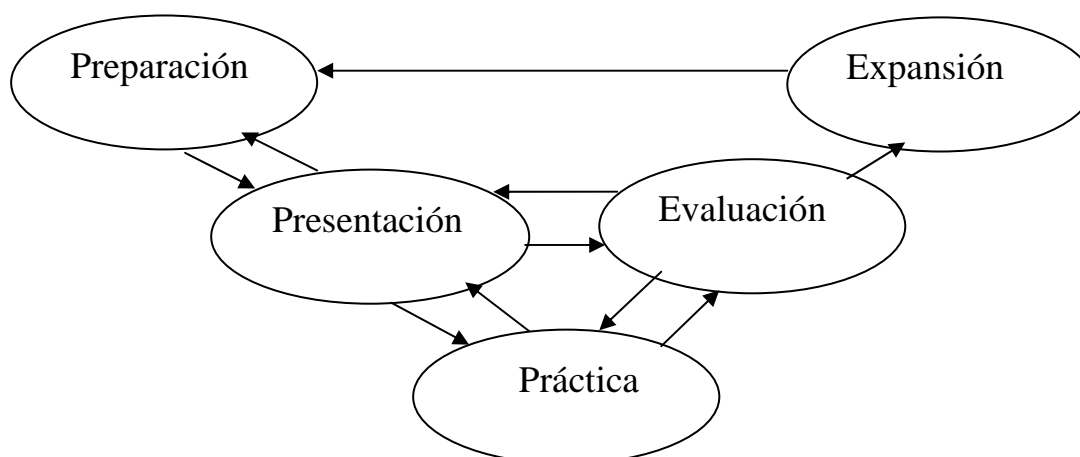 Preparación
Expansión
Presentación
Evaluación
Práctica